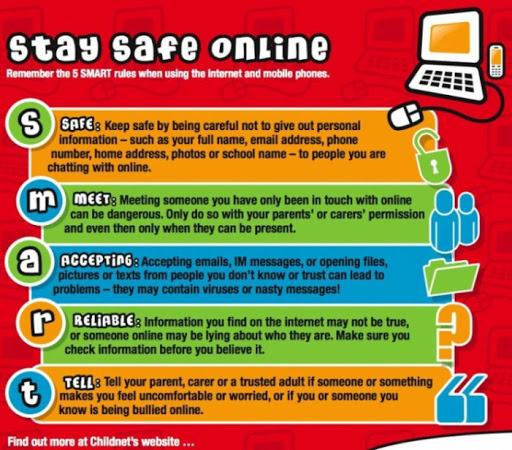 Stay Safe Online
Remember the 5 SMART rules when using the internet and mobile phones.
S
SAFE: Keep safe by being careful not to give out personal
information – such as your full name, email address, phone
number, home address, photos or school name – to people you are
chatting with online.
m
MEET: Meeting someone you have only been in touch with online
can be dangerous. Only do so with your parents' or carers' permission
and even then only when they can be present.
a
ACCEPTING: Accepting emails, IM messages, or opening files,
pictures or texts from people you don't know or trust can lead to
problems – they may contain viruses or nasty messages!
r
RELIABLE: Information you find on the internet may not be true,
or someone online may be lying about who they are. Make sure you
check information before you believe it.
t
TELL: Tell your parent, carer or a trusted adult if someone or something
makes you feel uncomfortable or worried, or if you or someone you
know is being bullied online.
Find out more at Childnet's website ...